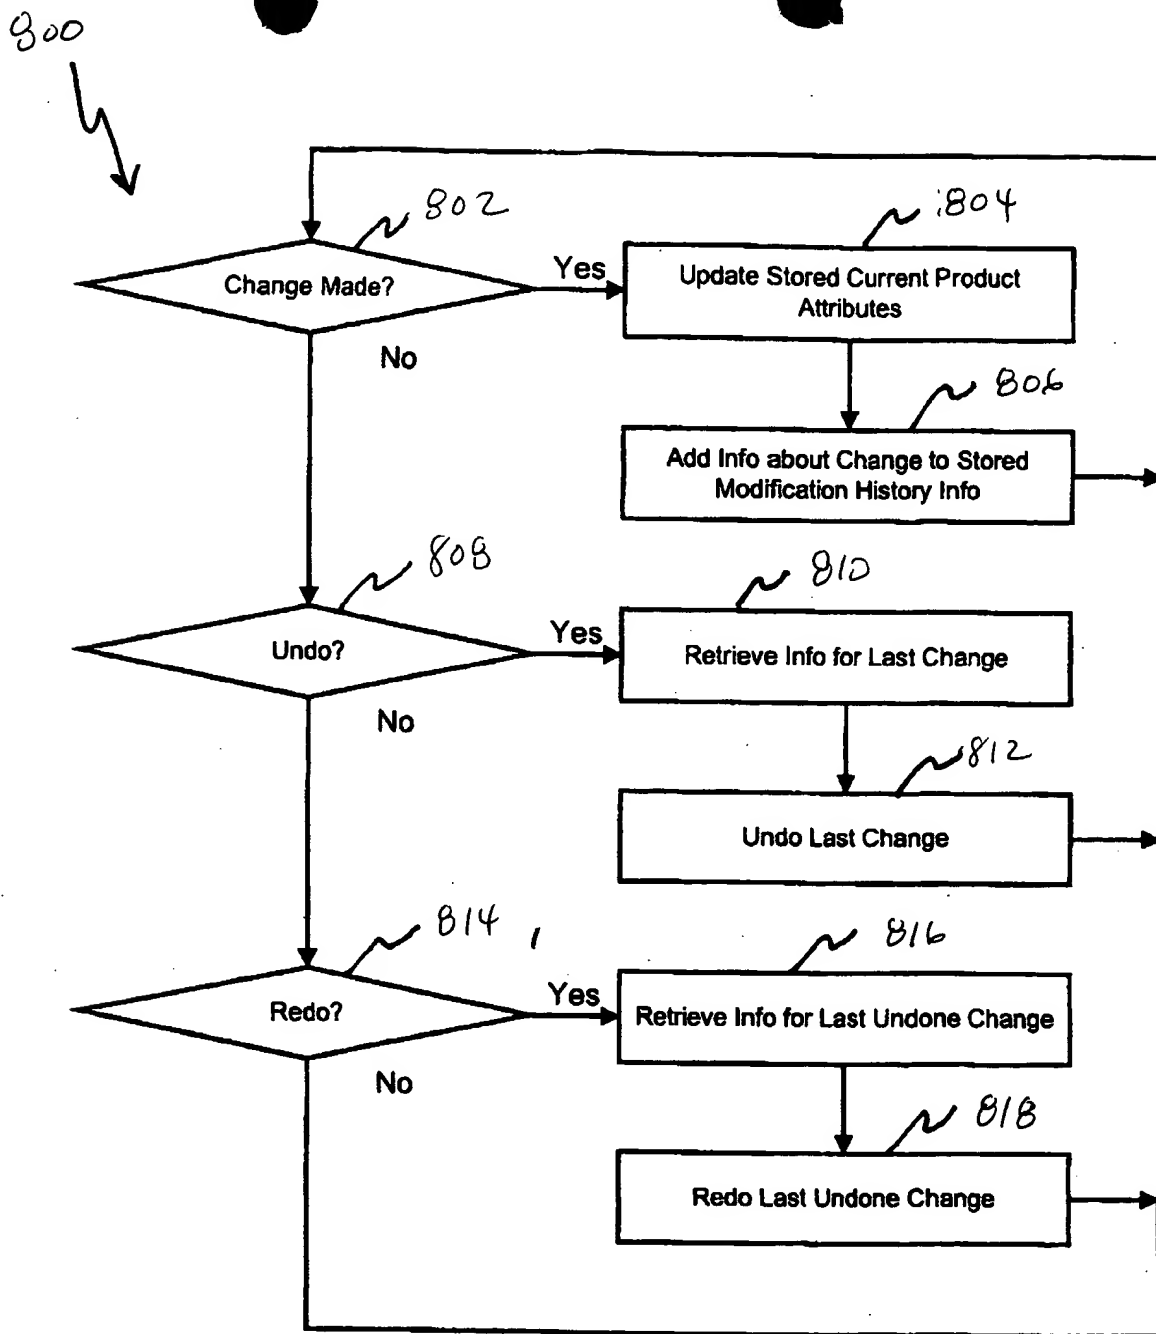 800
802
804
Change Made?
Yes
Update Stored Current Product
Attributes
No
806
Add Info about Change to Stored
Modification History Info
808
810
Undo?
Yes
Retrieve Info for Last Change
No
812
Undo Last Change
814
816
Redo?
Yes
Retrieve Info for Last Undone Change
No
818
Redo Last Undone Change